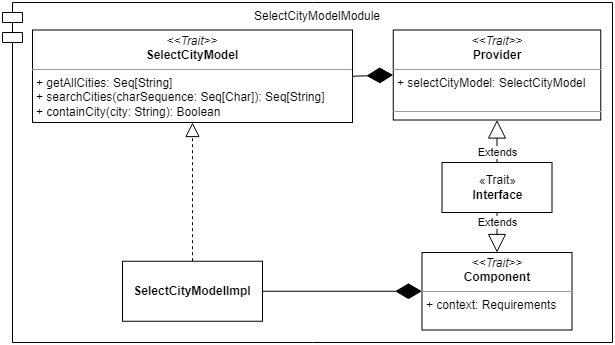 SelectCityModelModule
<<Trait>>
SelectCityModel
+ getAllCities: Seq[String]
+ searchCities(charSequence: Seq[Char]): Seq[String]
+ containCity(city: String): Boolean
<<Trait>>
Provider
+ selectCityModel: SelectCityModel
Extends
«Trait»
Interface
Extends
<<Trait>>
Component
+ context: Requirements
SelectCityModelImpl